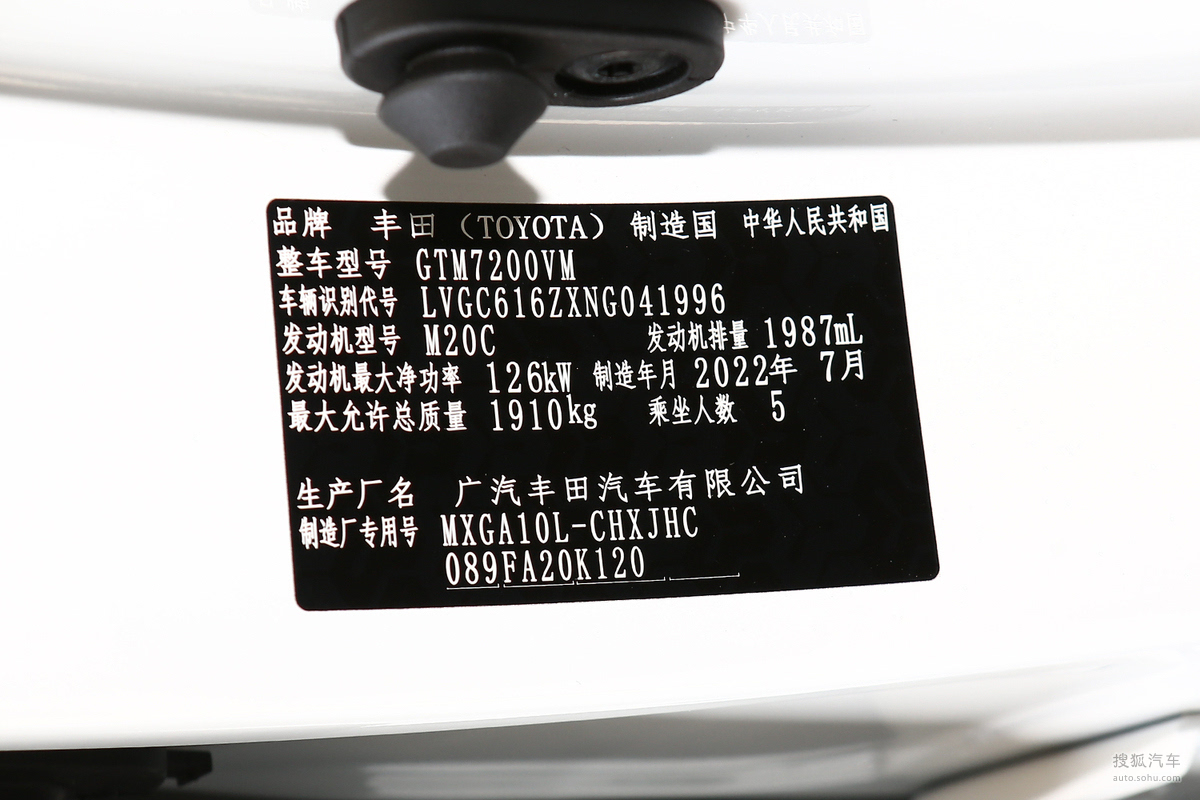 品牌 丰田（TOYOTA）制造国 中华人民共和国
整车型号 GTM7200VM
车辆识别代号 LVGC616ZXNG041996
发动机型号 M20C 发动机排量 1987mL
发动机最大净功率 126kW 制造年月 2022年 7月
最大允许总质量 1910kg 乘坐人数 5
生产厂名 广汽丰田汽车有限公司
制造厂专用号 MXGA10L-CHXJHC
089FA20K120
搜狐汽车
auto.sohu.com